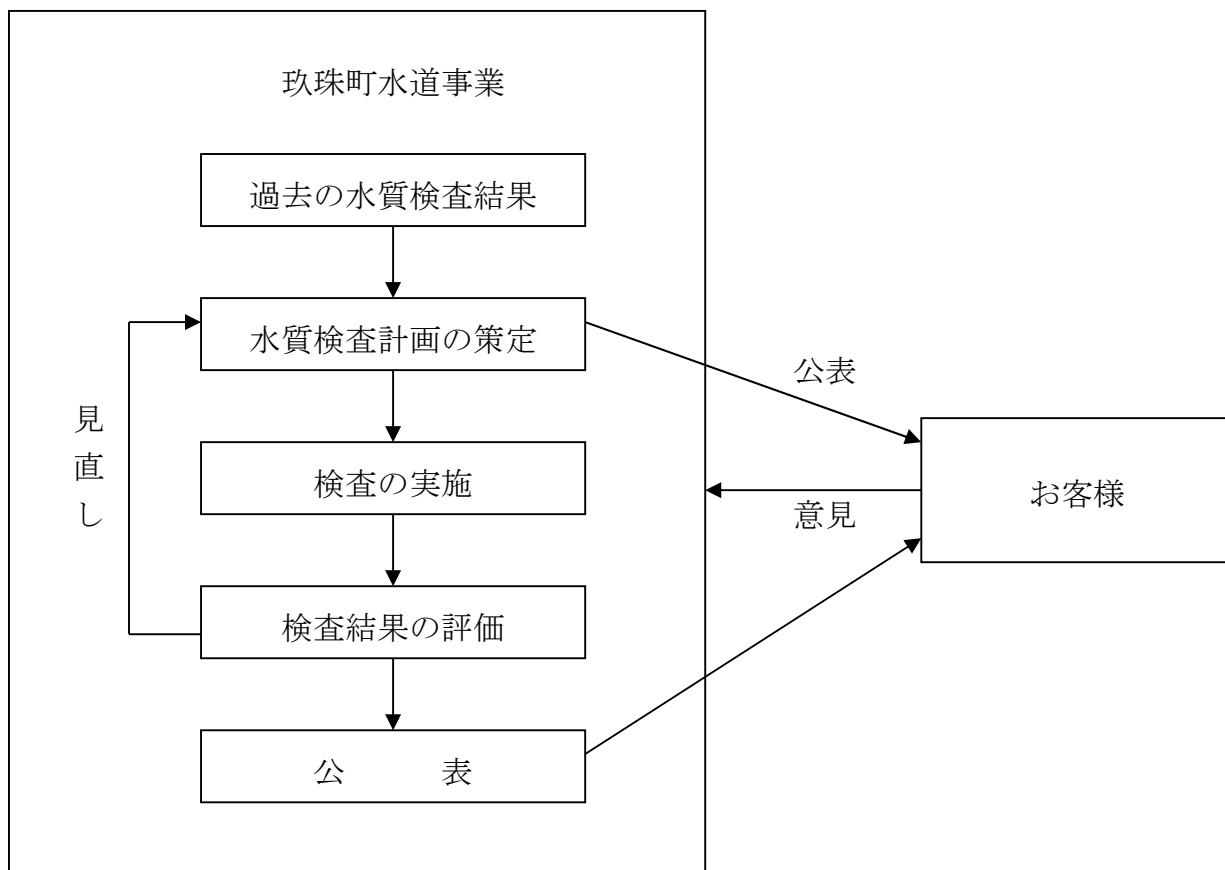 玖珠町水道事業
過去の水質検査結果
水質検査計画の策定
公表
見直し
検査の実施
お客様
意見
検査結果の評価
公　　　表